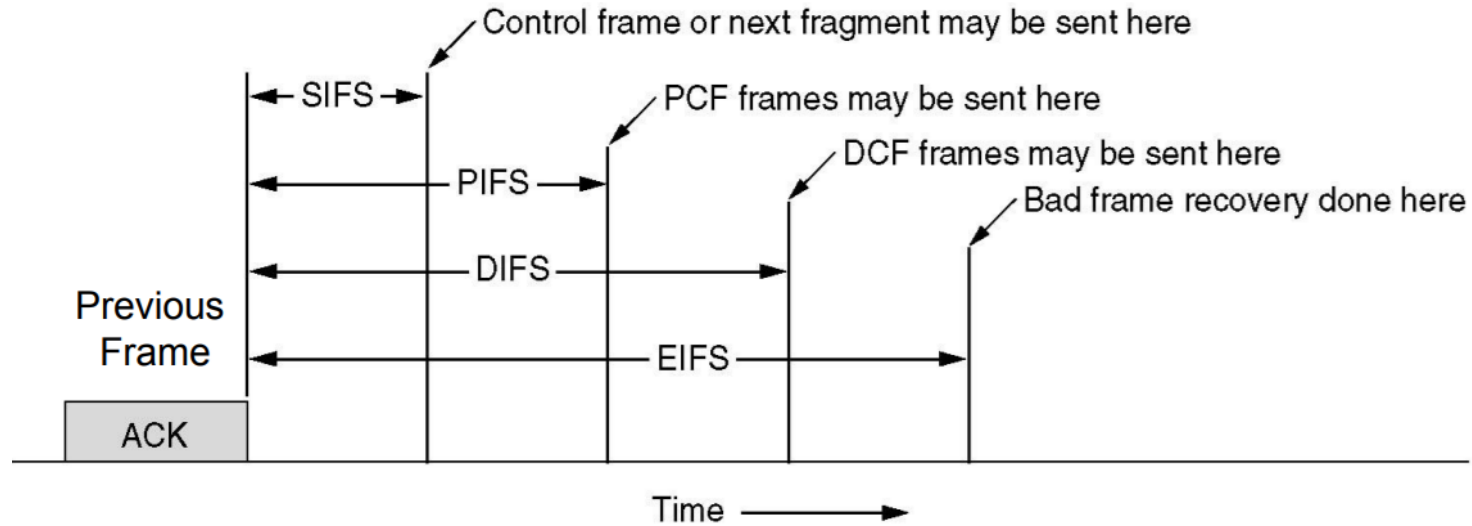 Control frame or next fragment may be sent here
SIFS
PCF frames may be sent here
PIFS
DCF frames may be sent here
Bad frame recovery done here
DIFS
Previous
Frame
EIFS
ACK
Time